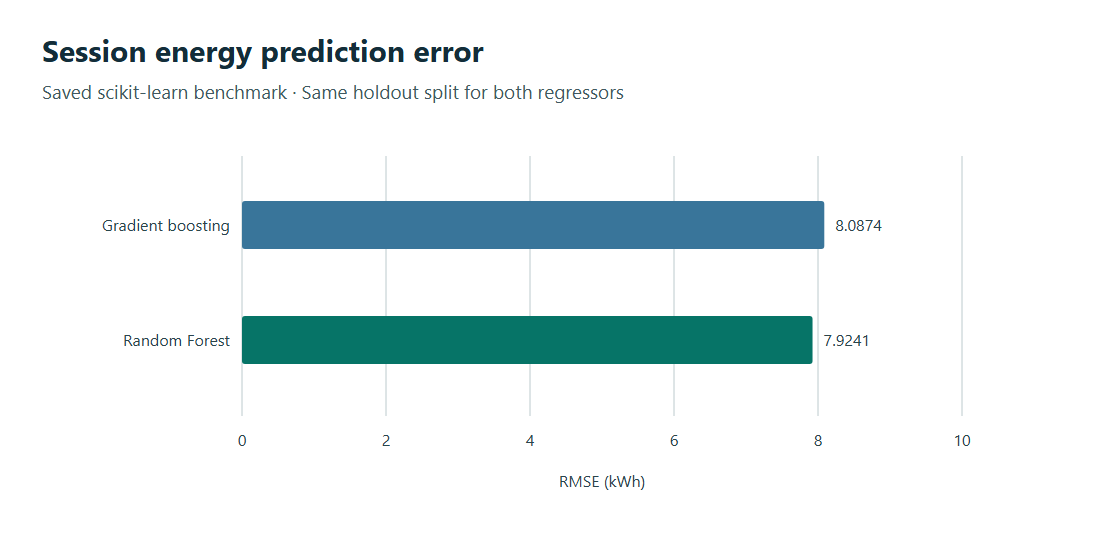 Session energy prediction error
Saved scikit-learn benchmark · Same holdout split for both regressors
Gradient boosting
8.0874
Random Forest
7.9241
0 2 4 6 8 10
RMSE (kWh)